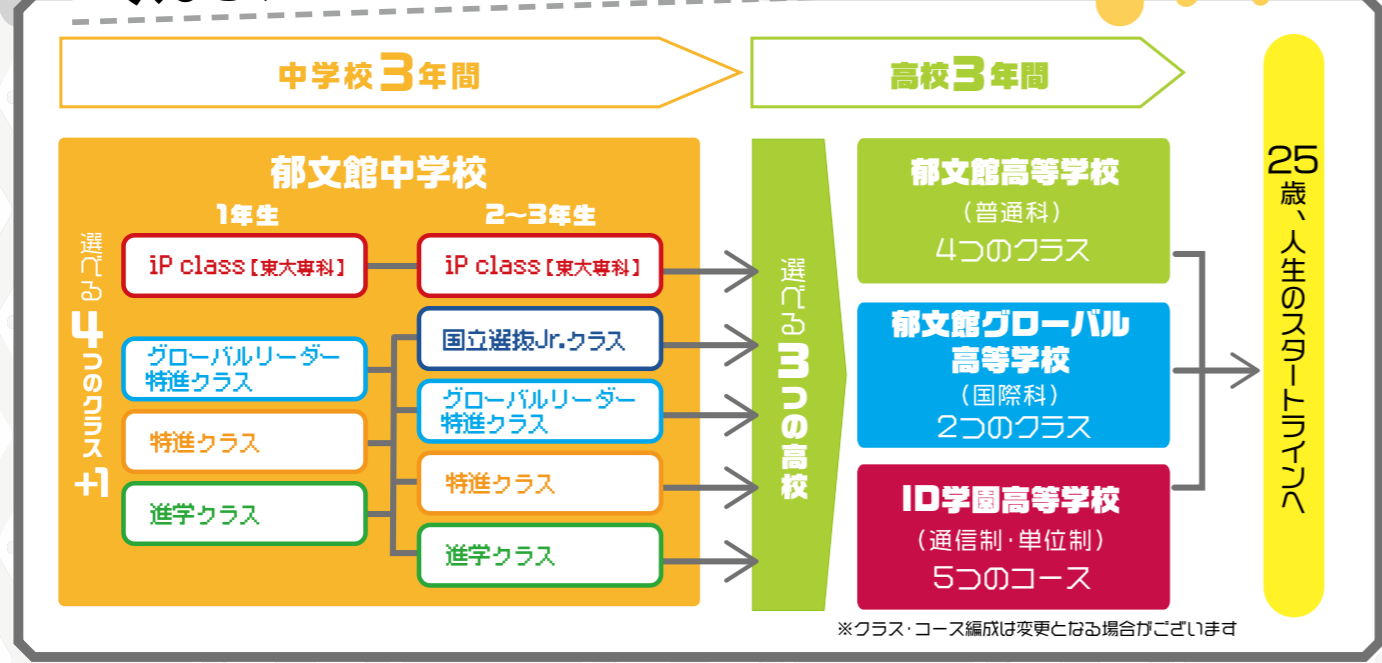 中学校3年間
高校3年間
郁文館中学校
選べる4つのクラス+1
1年生
iP class【東大専科】
グローバルリーダー
特進クラス
特進クラス
進学クラス
2〜3年生
iP class【東大専科】
国立選抜Jr.クラス
グローバルリーダー
特進クラス
特進クラス
進学クラス
選べる3つの高校
郁文館高等学校
(普通科)
4つのクラス
郁文館グローバル
高等学校
(国際科)
2つのクラス
ID学園高等学校
(通信制・単位制)
5つのコース
25歳、人生のスタートラインへ
※クラス・コース編成は変更となる場合がございます